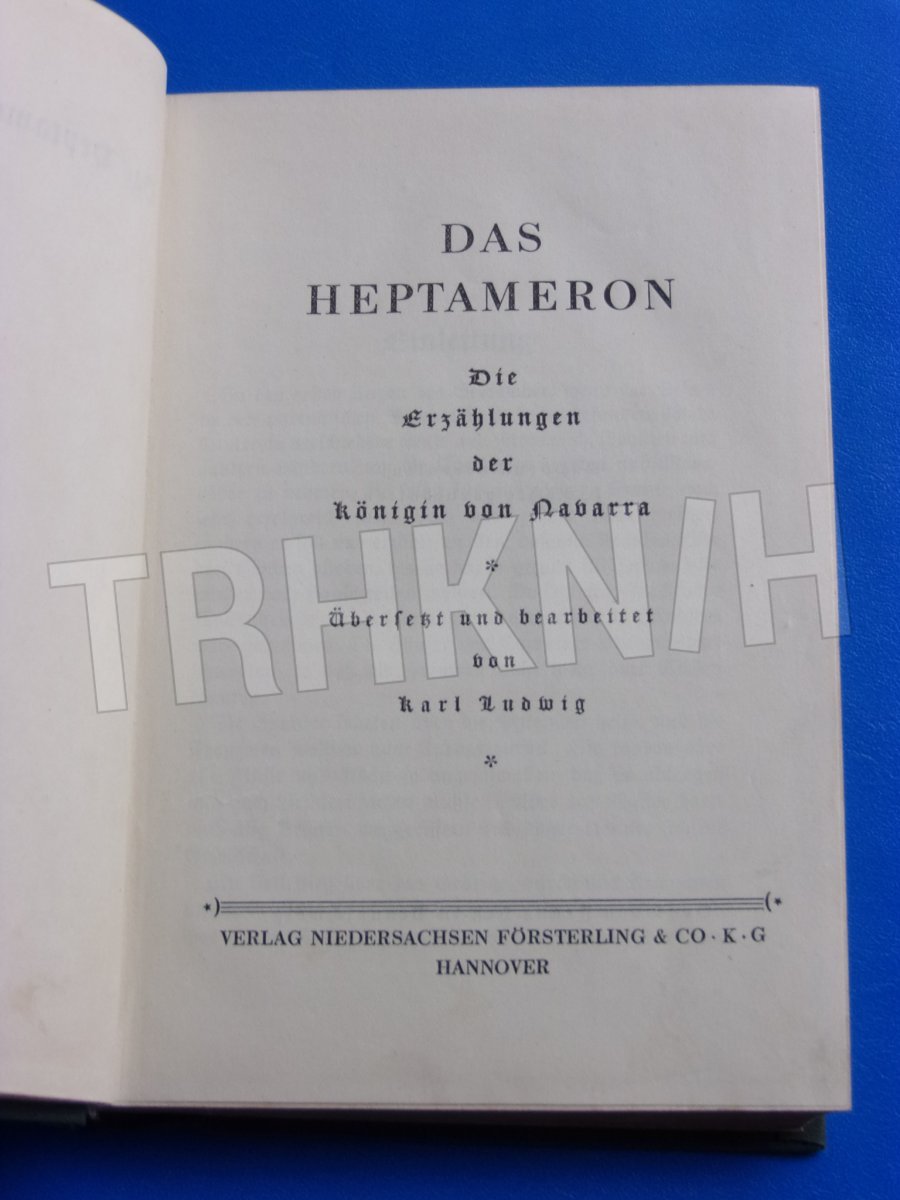 DAS
HEPTAMERON
Die
Erzählungen
der
Königin von Navarra
*
Übersetzt und bearbeitet
von
Karl Ludwig
*
VERLAG NIEDERSACHSEN FÖRSTERLING & CO · K · G
HANNOVER
TRHKN/H